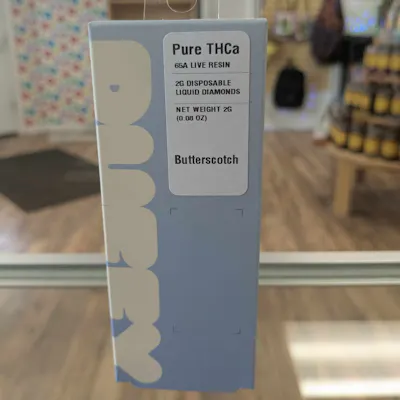 Pure THCa
65A LIVE RESIN
2G DISPOSABLE
LIQUID DIAMONDS
NET WEIGHT 2G
(0.08 OZ)
Butterscotch